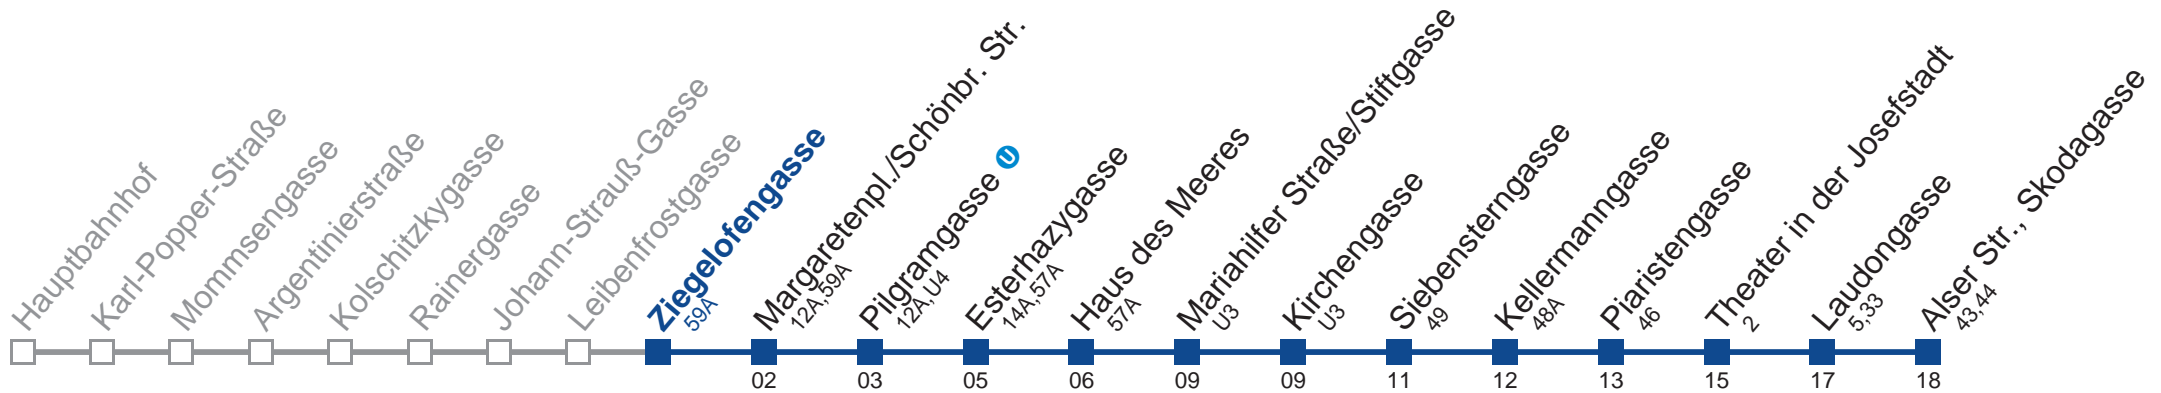 Hauptbahnhof
Karl-Popper-Straße
Mommsengasse
Argentinierstraße
Kolschitzkygasse
Rainergasse
Johann-Strauß-Gasse
Leibenfrostgasse
Ziegelofengasse
59A
Margaretenpl./Schönbr. Str.
12A,59A
02
Pilgramgasse U
12A,U4
03
Esterhazygasse
14A,57A
05
Haus des Meeres
57A
06
Mariahilfer Straße/Stiftgasse
U3
09
Kirchengasse
U3
09
Siebensterngasse
49
11
Kellermanngasse
48A
12
Piaristengasse
46
13
Theater in der Josefstadt
2
15
Laudongasse
5,33
17
Alser Str., Skodagasse
43,44
18